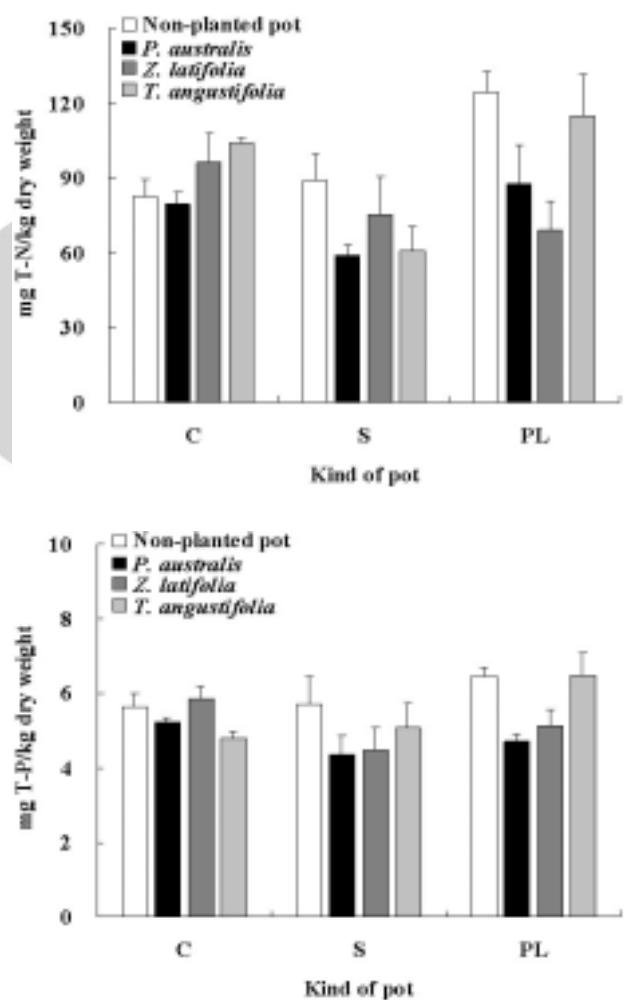 150
120
90
60
30
0
mg T-N/kg dry weight
Non-planted pot
P. australis
Z. latifolia
T. angustifolia
C S PL
Kind of pot
10
8
6
4
2
0
mg T-P/kg dry weight
Non-planted pot
P. australis
Z. latifolia
T. angustifolia
C S PL
Kind of pot